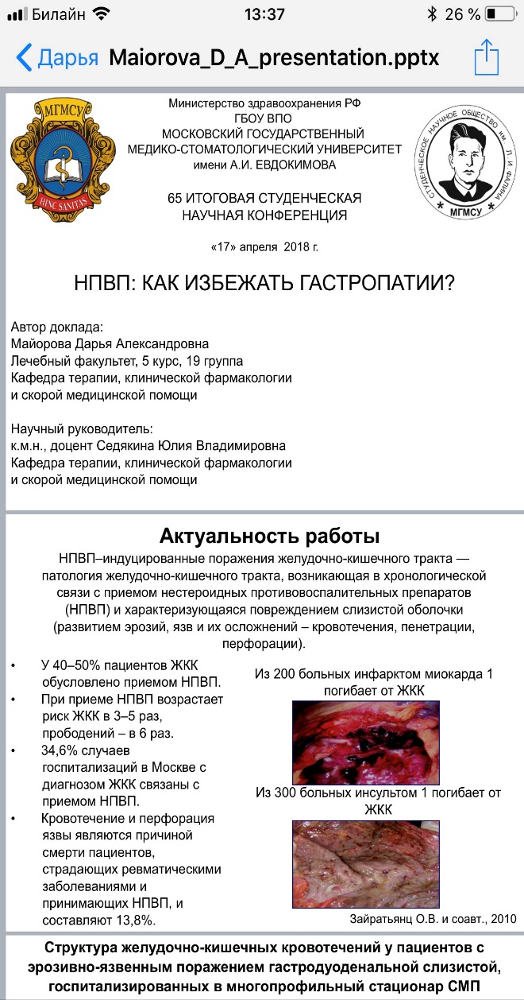 Билайн 13:37 26 %
Дарья Maiorova_D_A_presentation.pptx
МГМСУ
HINC SANITAS
Министерство здравоохранения РФ
ГБОУ ВПО
МОСКОВСКИЙ ГОСУДАРСТВЕННЫЙ
МЕДИКО-СТОМАТОЛОГИЧЕСКИЙ УНИВЕРСИТЕТ
имени А.И. ЕВДОКИМОВА
65 ИТОГОВАЯ СТУДЕНЧЕСКАЯ
НАУЧНАЯ КОНФЕРЕНЦИЯ
«17» апреля 2018 г.
СТУДЕНЧЕСКОЕ НАУЧНОЕ ОБЩЕСТВО им. Л. И ФАЛИНА
МГМСУ
НПВП: КАК ИЗБЕЖАТЬ ГАСТРОПАТИИ?
Автор доклада:
Майорова Дарья Александровна
Лечебный факультет, 5 курс, 19 группа
Кафедра терапии, клинической фармакологии
и скорой медицинской помощи
Научный руководитель:
к.м.н., доцент Седякина Юлия Владимировна
Кафедра терапии, клинической фармакологии
и скорой медицинской помощи
Актуальность работы
НПВП–индуцированные поражения желудочно-кишечного тракта —
патология желудочно-кишечного тракта, возникающая в хронологической
связи с приемом нестероидных противовоспалительных препаратов
(НПВП) и характеризующаяся повреждением слизистой оболочки
(развитием эрозий, язв и их осложнений – кровотечения, пенетрации,
перфорации).
• У 40–50% пациентов ЖКК
обусловлено приемом НПВП.
• При приеме НПВП возрастает
риск ЖКК в 3–5 раз,
прободений – в 6 раз.
• 34,6% случаев
госпитализаций в Москве с
диагнозом ЖКК связаны с
приемом НПВП.
• Кровотечение и перфорация
язвы являются причиной
смерти пациентов,
страдающих ревматическими
заболеваниями и
принимающих НПВП, и
составляют 13,8%.
Из 200 больных инфарктом миокарда 1
погибает от ЖКК
Из 300 больных инсультом 1 погибает от
ЖКК
Зайратьянц О.В. и соавт., 2010
Структура желудочно-кишечных кровотечений у пациентов с
эрозивно-язвенным поражением гастродуоденальной слизистой,
госпитализированных в многопрофильный стационар СМП